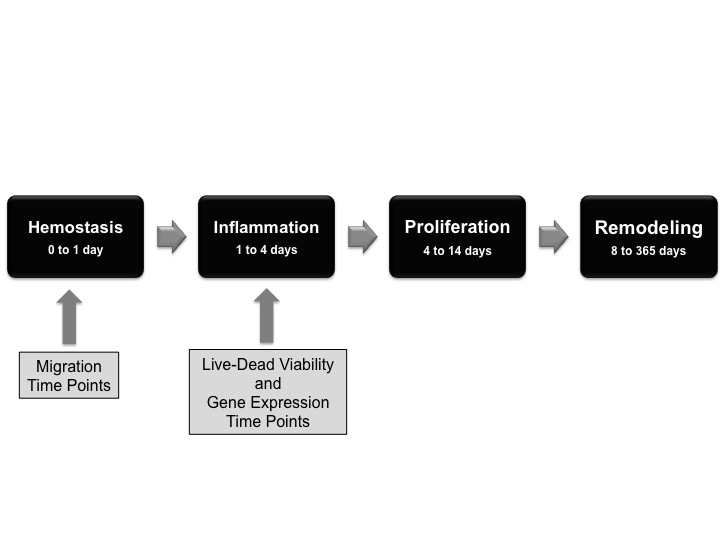 Hemostasis
0 to 1 day
Inflammation
1 to 4 days
Proliferation
4 to 14 days
Remodeling
8 to 365 days
Migration
Time Points
Live-Dead Viability
and
Gene Expression
Time Points